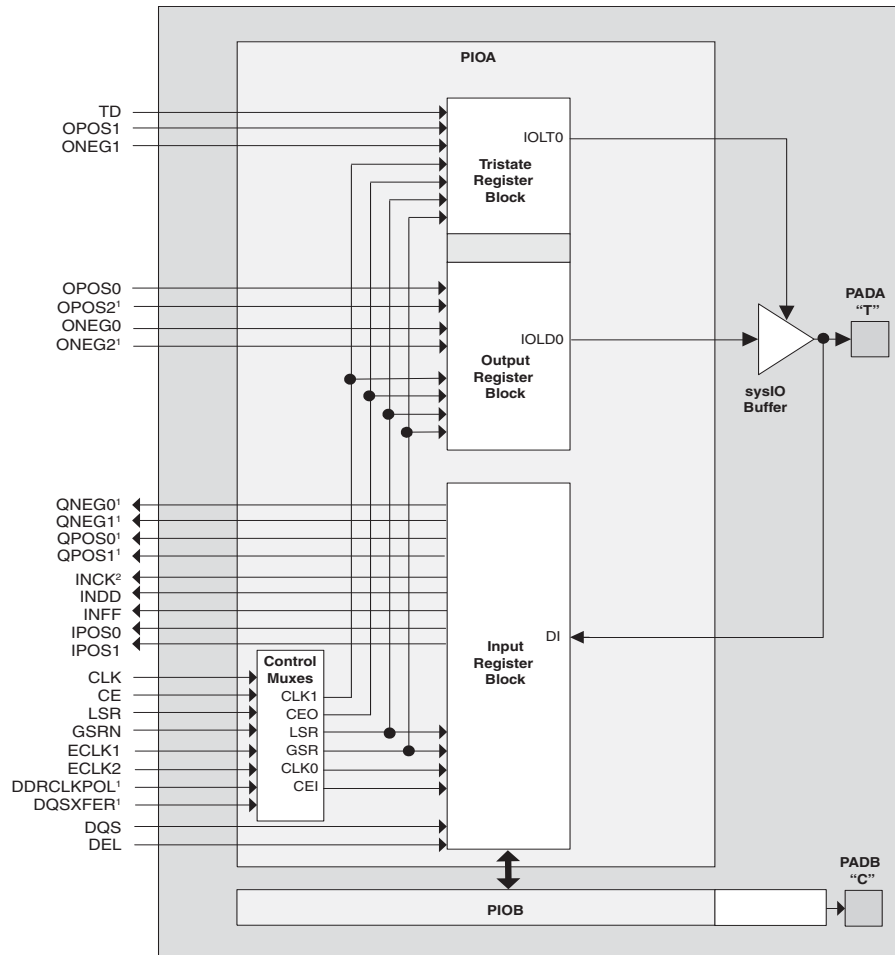 PIOA
TD
OPOS1
ONEG1
IOLT0
Tristate
Register
Block
OPOS0
OPOS2¹
ONEG0
ONEG2¹
IOLD0
Output
Register
Block
PADA
“T”
sysIO
Buffer
QNEG0¹
QNEG1¹
QPOS0¹
QPOS1¹
INCK²
INDD
INFF
IPOS0
IPOS1
DI
Input
Register
Block
CLK
CE
LSR
GSRN
ECLK1
ECLK2
DDRCLKPOL¹
DQSXFER¹
DQS
DEL
Control
Muxes
CLK1
CEO
LSR
GSR
CLK0
CEI
PADB
“C”
PIOB